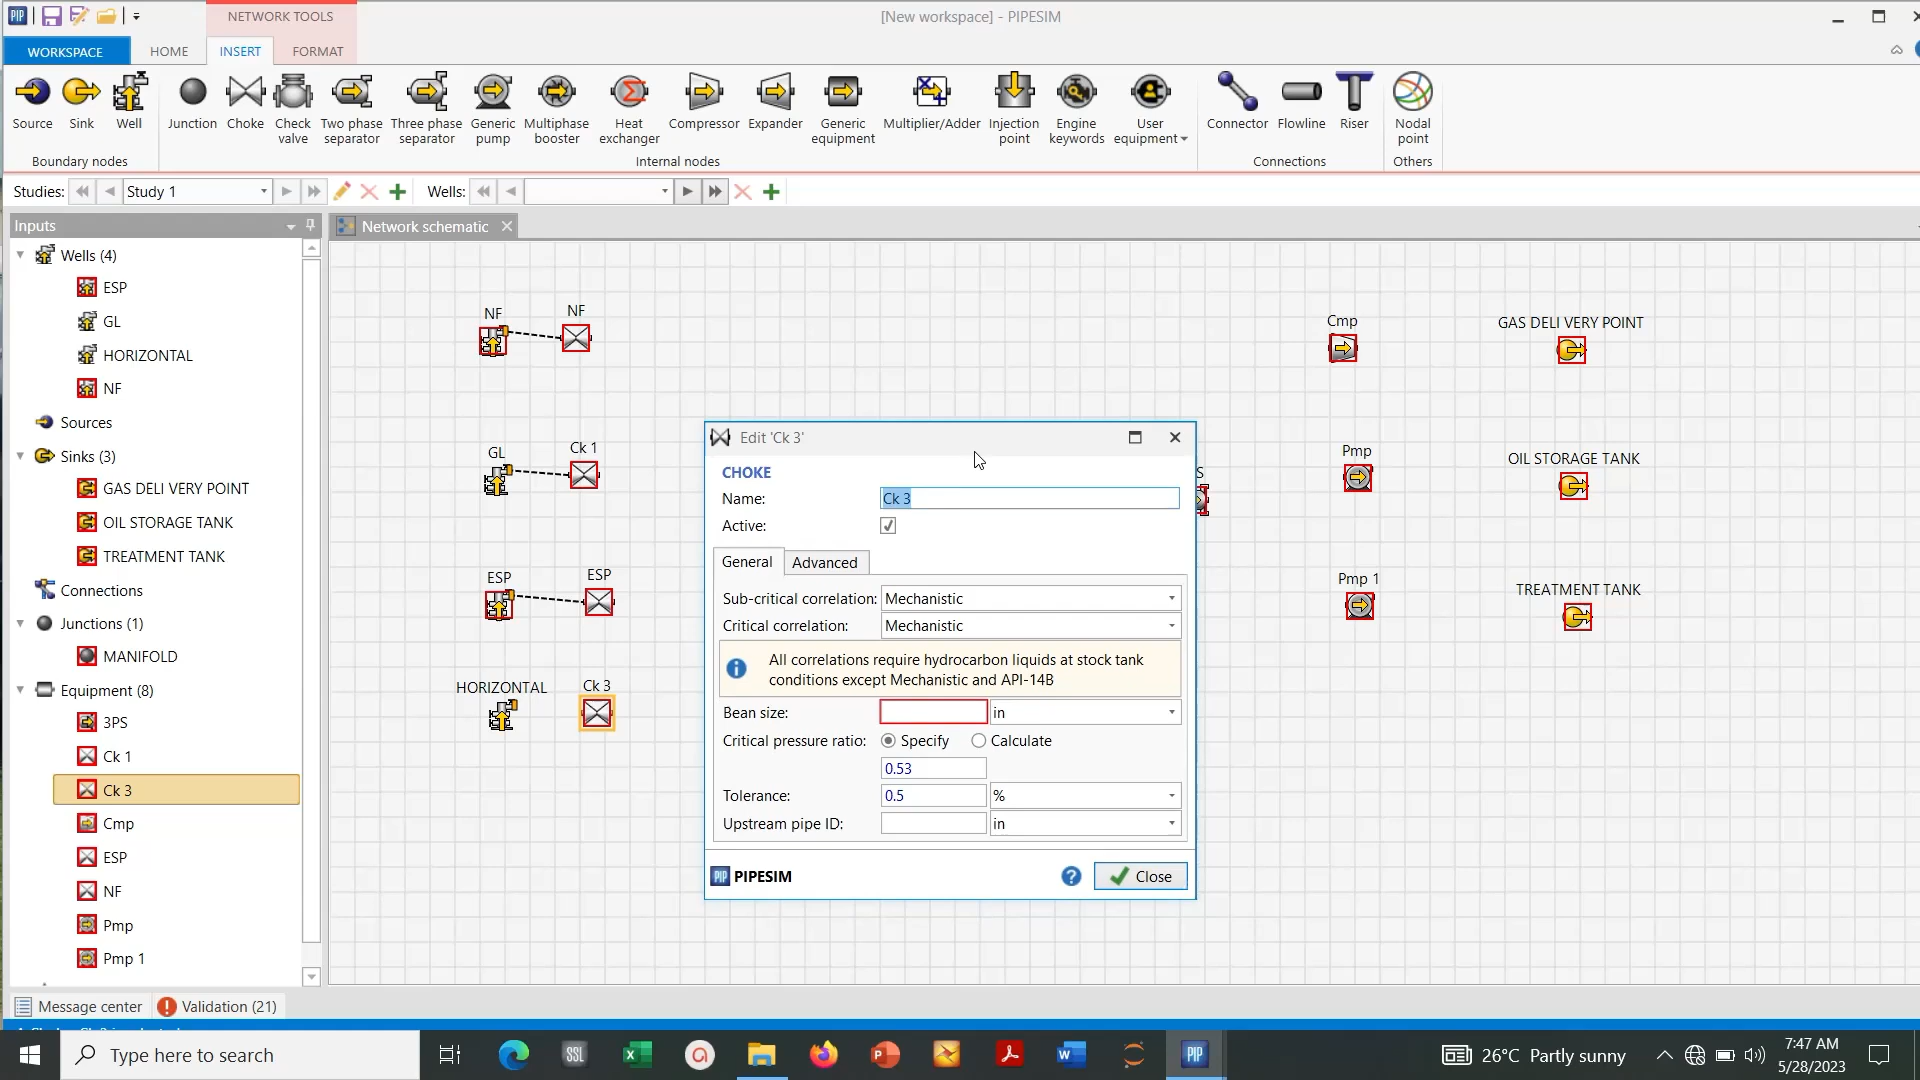 PIP
NETWORK TOOLS
[New workspace] - PIPESIM
WORKSPACE HOME INSERT FORMAT
Source Sink Well Junction Choke Check valve Two phase separator Three phase separator Generic pump Multiphase booster Heat exchanger Compressor Expander Generic equipment Multiplier/Adder Injection point Engine keywords User equipment Connector Flowline Riser Nodal point
Boundary nodes Internal nodes Connections Others
Studies: Study 1 Wells:
Inputs
Network schematic
Wells (4)
ESP
GL
HORIZONTAL
NF
Sources
Sinks (3)
GAS DELI VERY POINT
OIL STORAGE TANK
TREATMENT TANK
Connections
Junctions (1)
MANIFOLD
Equipment (8)
3PS
Ck 1
Ck 3
Cmp
ESP
NF
Pmp
Pmp 1
NF NF Cmp GAS DELI VERY POINT
GL Ck 1 S Pmp OIL STORAGE TANK
ESP ESP Pmp 1 TREATMENT TANK
HORIZONTAL Ck 3
Edit 'Ck 3'
CHOKE
Name: Ck 3
Active:
General Advanced
Sub-critical correlation: Mechanistic
Critical correlation: Mechanistic
All correlations require hydrocarbon liquids at stock tank
conditions except Mechanistic and API-14B
Bean size: in
Critical pressure ratio: Specify Calculate
0.53
Tolerance: 0.5 %
Upstream pipe ID: in
PIP PIPESIM ? Close
Message center Validation (21)
Type here to search
SSL
PIP
26°C Partly sunny
7:47 AM
5/28/2023